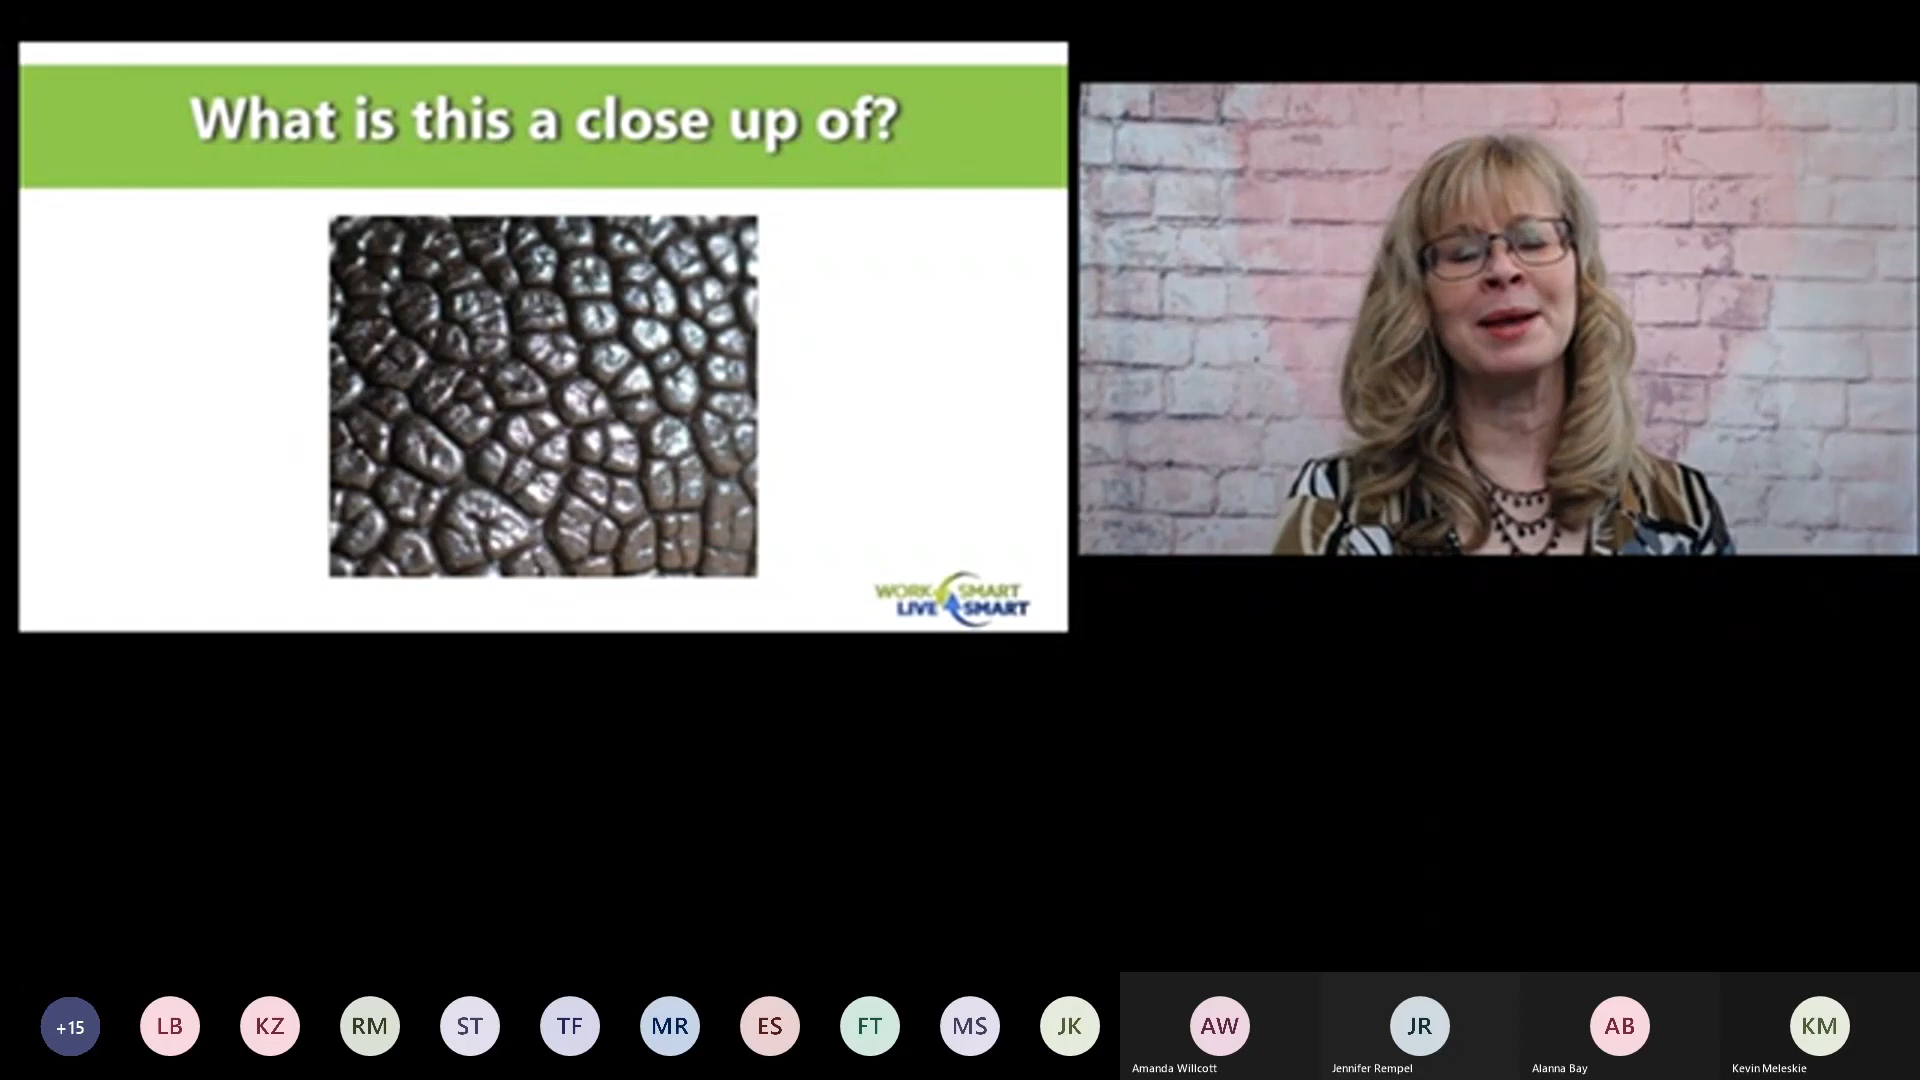 What is this a close up of?
WORK SMART
LIVE SMART
+15
LB
KZ
RM
ST
TF
MR
ES
FT
MS
JK
AW
JR
AB
KM
Amanda Willcott
Jennifer Rempel
Alanna Bay
Kevin Meleskie